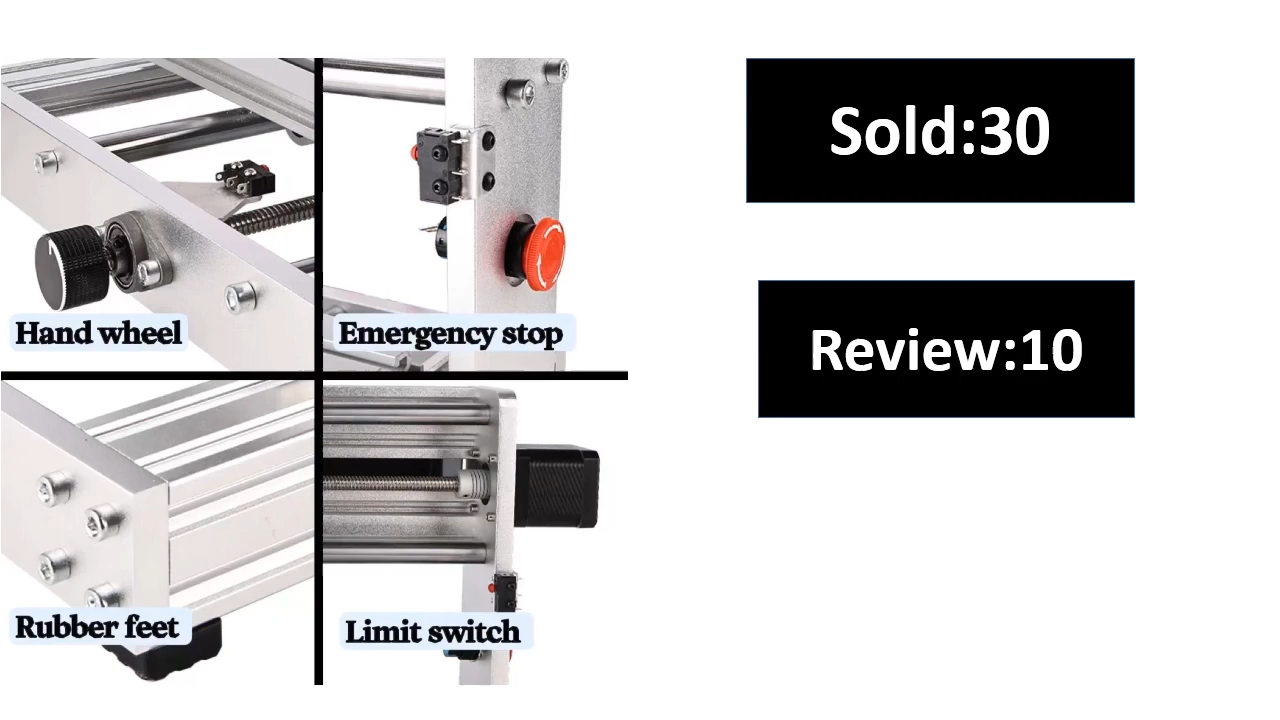 Hand wheel
Emergency stop
Rubber feet
Limit switch
Sold:30
Review:10